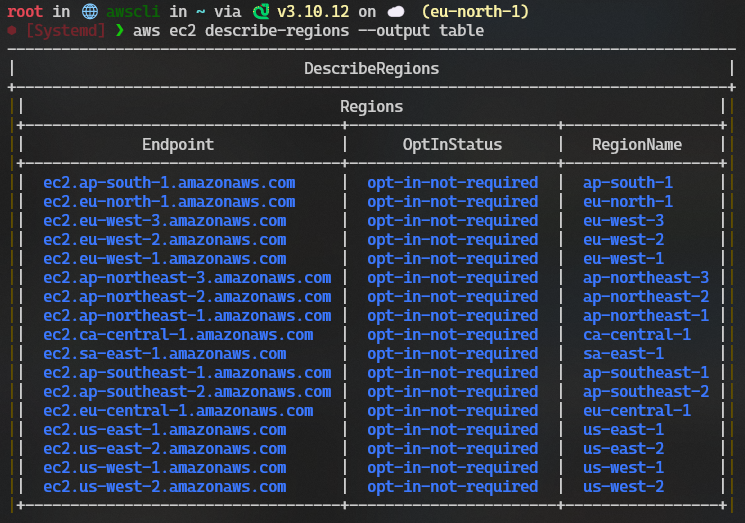 root in 🌐 awscli in ~ via v3.10.12 on ☁️ (eu-north-1)
[Systemd] ❯ aws ec2 describe-regions --output table
DescribeRegions
Regions
Endpoint | OptInStatus | RegionName
ec2.ap-south-1.amazonaws.com | opt-in-not-required | ap-south-1
ec2.eu-north-1.amazonaws.com | opt-in-not-required | eu-north-1
ec2.eu-west-3.amazonaws.com | opt-in-not-required | eu-west-3
ec2.eu-west-2.amazonaws.com | opt-in-not-required | eu-west-2
ec2.eu-west-1.amazonaws.com | opt-in-not-required | eu-west-1
ec2.ap-northeast-3.amazonaws.com | opt-in-not-required | ap-northeast-3
ec2.ap-northeast-2.amazonaws.com | opt-in-not-required | ap-northeast-2
ec2.ap-northeast-1.amazonaws.com | opt-in-not-required | ap-northeast-1
ec2.ca-central-1.amazonaws.com | opt-in-not-required | ca-central-1
ec2.sa-east-1.amazonaws.com | opt-in-not-required | sa-east-1
ec2.ap-southeast-1.amazonaws.com | opt-in-not-required | ap-southeast-1
ec2.ap-southeast-2.amazonaws.com | opt-in-not-required | ap-southeast-2
ec2.eu-central-1.amazonaws.com | opt-in-not-required | eu-central-1
ec2.us-east-1.amazonaws.com | opt-in-not-required | us-east-1
ec2.us-east-2.amazonaws.com | opt-in-not-required | us-east-2
ec2.us-west-1.amazonaws.com | opt-in-not-required | us-west-1
ec2.us-west-2.amazonaws.com | opt-in-not-required | us-west-2